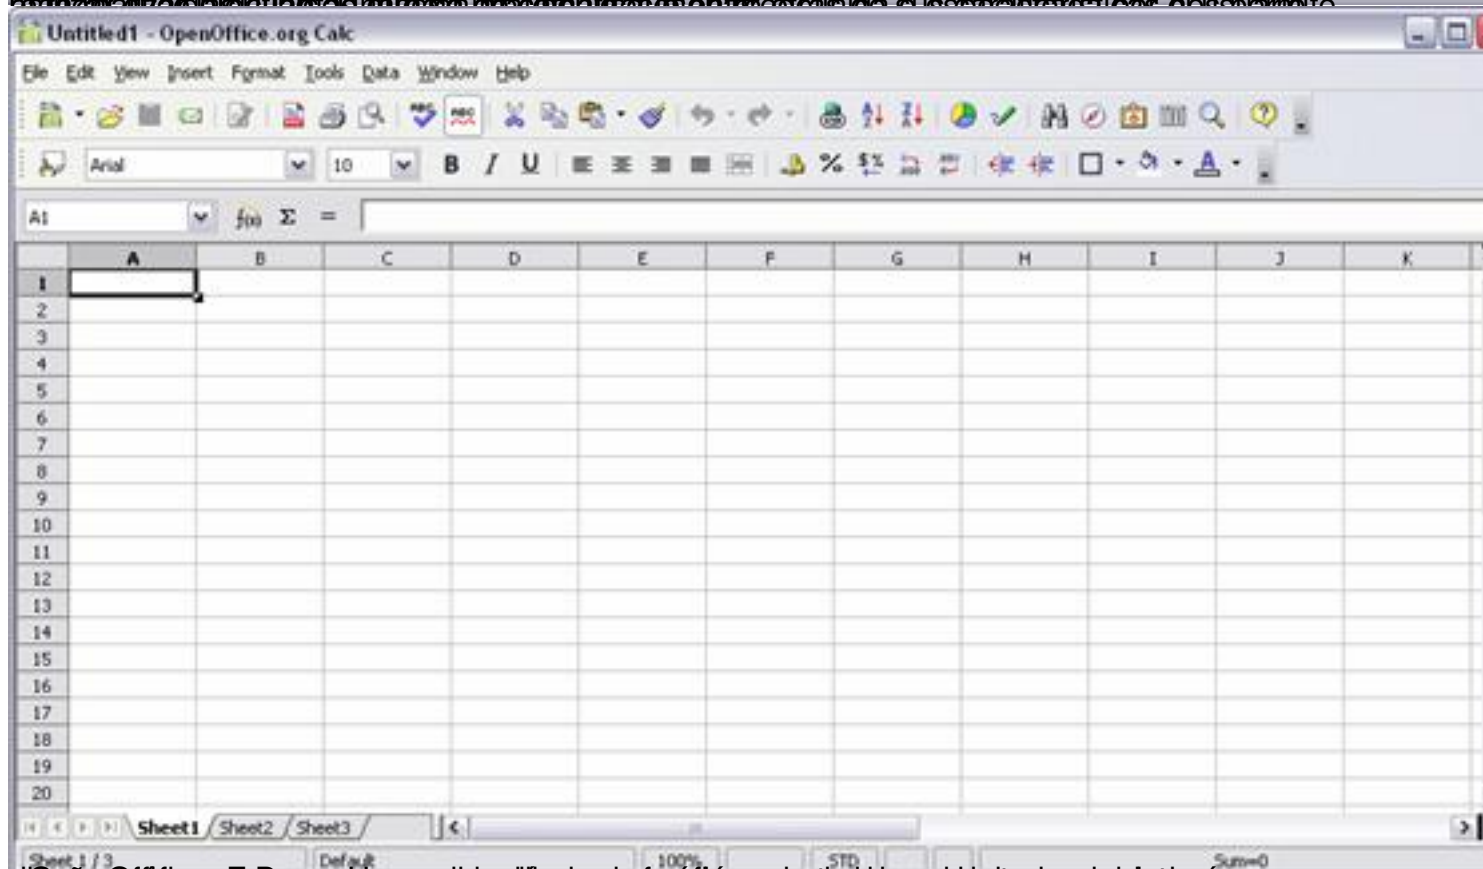 Untitled1 - OpenOffice.org Calc
File Edit View Insert Format Tools Data Window Help
Arial 10 B I U % $%
A1 f(x) Σ =
A B C D E F G H I J K
1
2
3
4
5
6
7
8
9
10
11
12
13
14
15
16
17
18
19
20
Sheet1 Sheet2 Sheet3
Sheet 1 / 3 Default 100% STD Sum=0